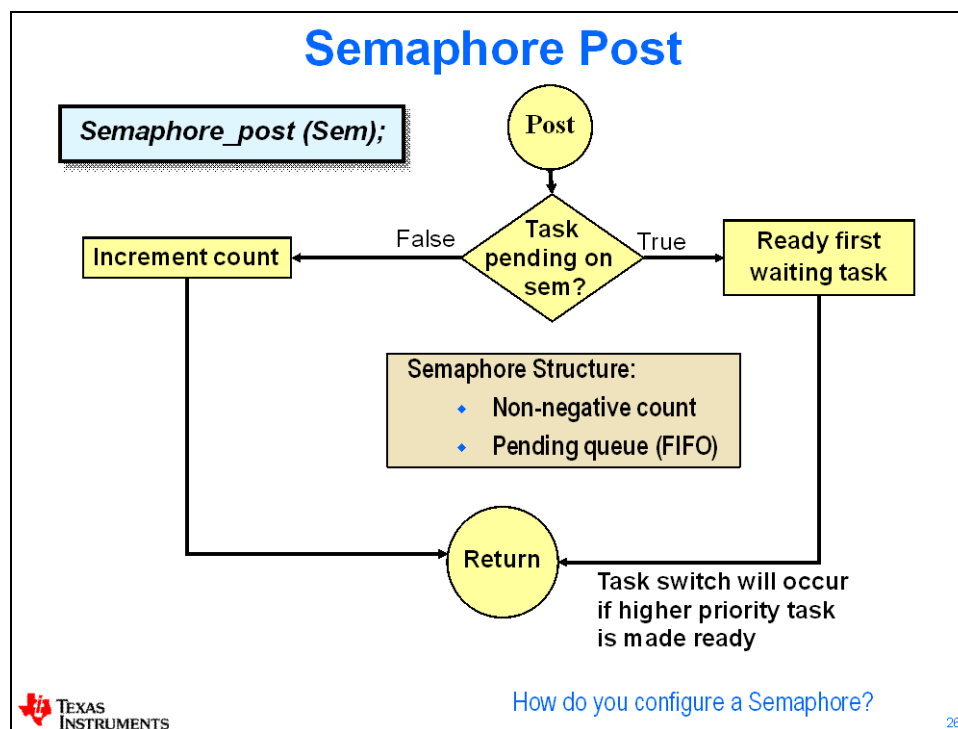 Semaphore Post
Semaphore_post (Sem);
Post
False
Task
pending on
sem?
True
Increment count
Ready first
waiting task
Semaphore Structure:
Non-negative count
Pending queue (FIFO)
Return
Task switch will occur
if higher priority task
is made ready
TEXAS
INSTRUMENTS
How do you configure a Semaphore?
26